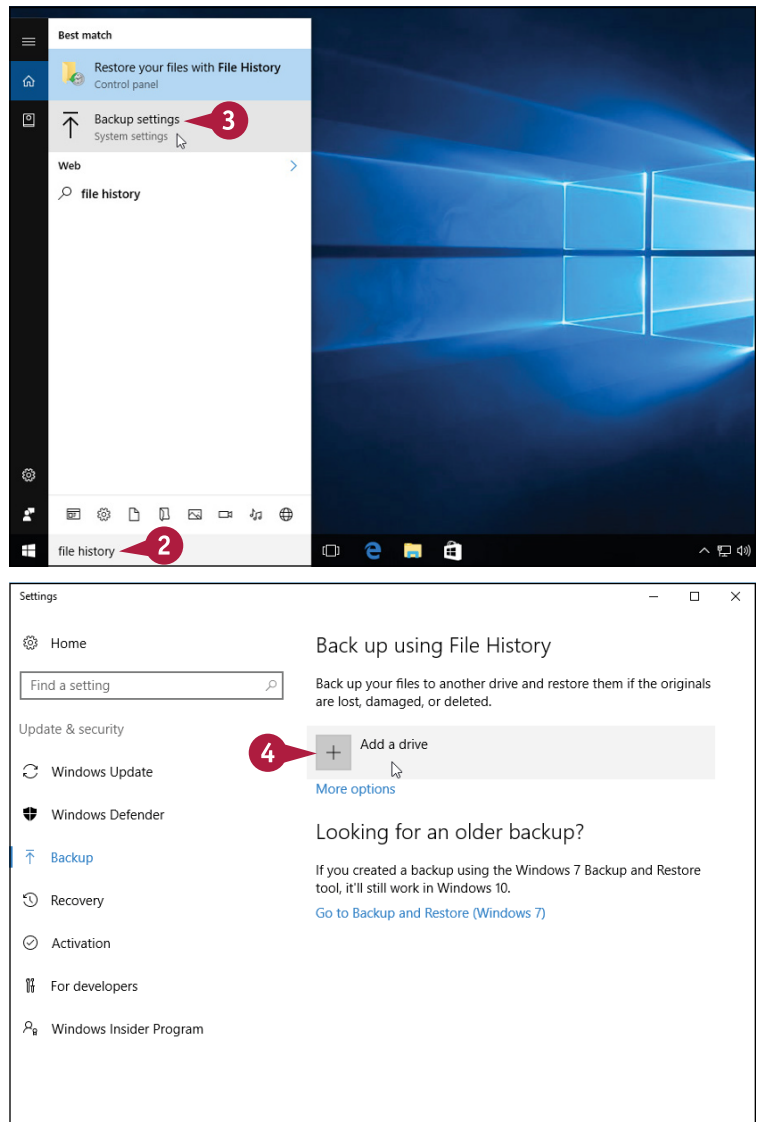 Best match
Restore your files with File History
Control panel
Backup settings
3
System settings
Web
file history
file history
2
Settings
Home
Find a setting
Update & security
Windows Update
Windows Defender
Backup
Recovery
Activation
For developers
Windows Insider Program
Back up using File History
Back up your files to another drive and restore them if the originals
are lost, damaged, or deleted.
4
Add a drive
More options
Looking for an older backup?
If you created a backup using the Windows 7 Backup and Restore
tool, it'll still work in Windows 10.
Go to Backup and Restore (Windows 7)